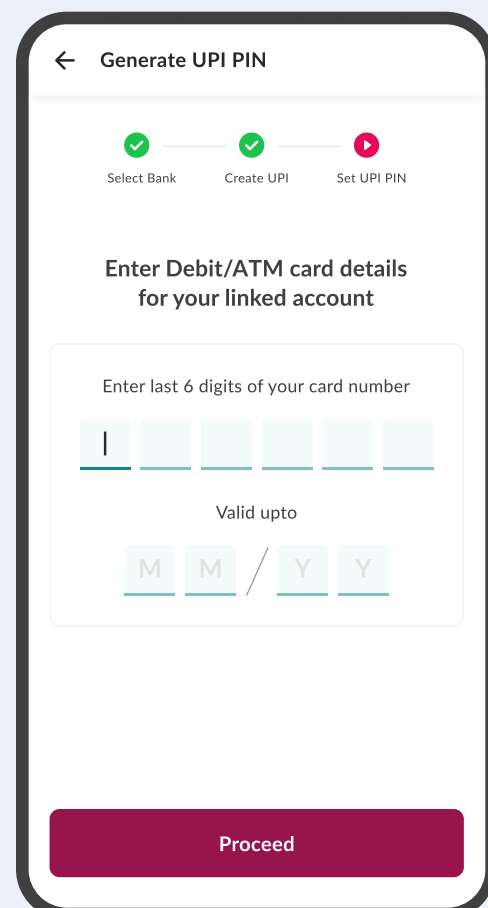 Generate UPI PIN
Select Bank Create UPI Set UPI PIN
Enter Debit/ATM card details
for your linked account
Enter last 6 digits of your card number
Valid upto
M M / Y Y
Proceed